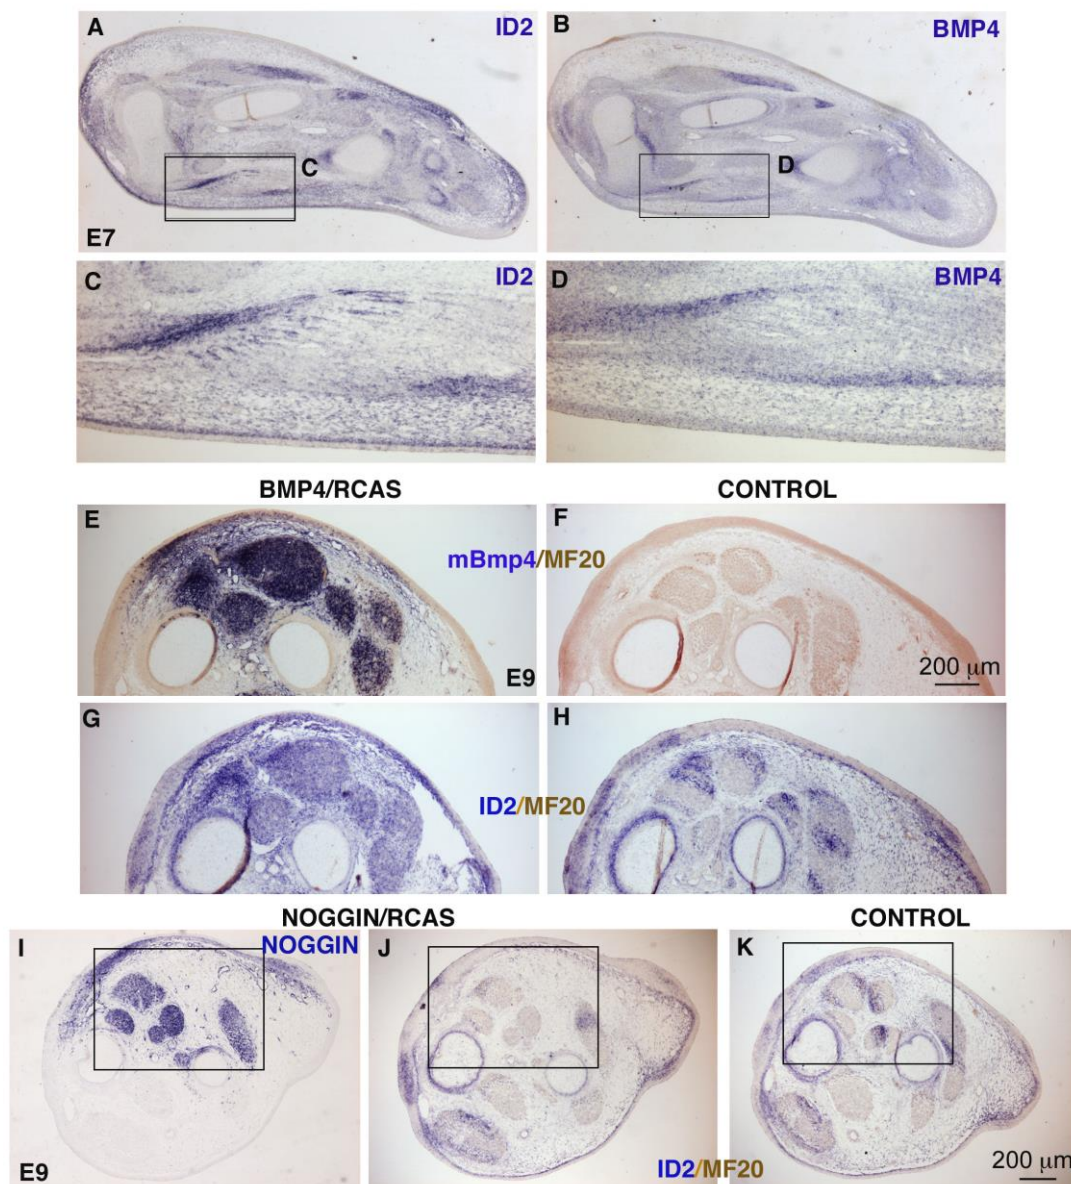 A ID2
B BMP4
C
D
E7
C ID2
D BMP4
BMP4/RCAS CONTROL
E
F
mBmp4/MF20
E9
200 μm
G
H
ID2/MF20
NOGGIN/RCAS CONTROL
I NOGGIN
J
K
E9
ID2/MF20
200 μm